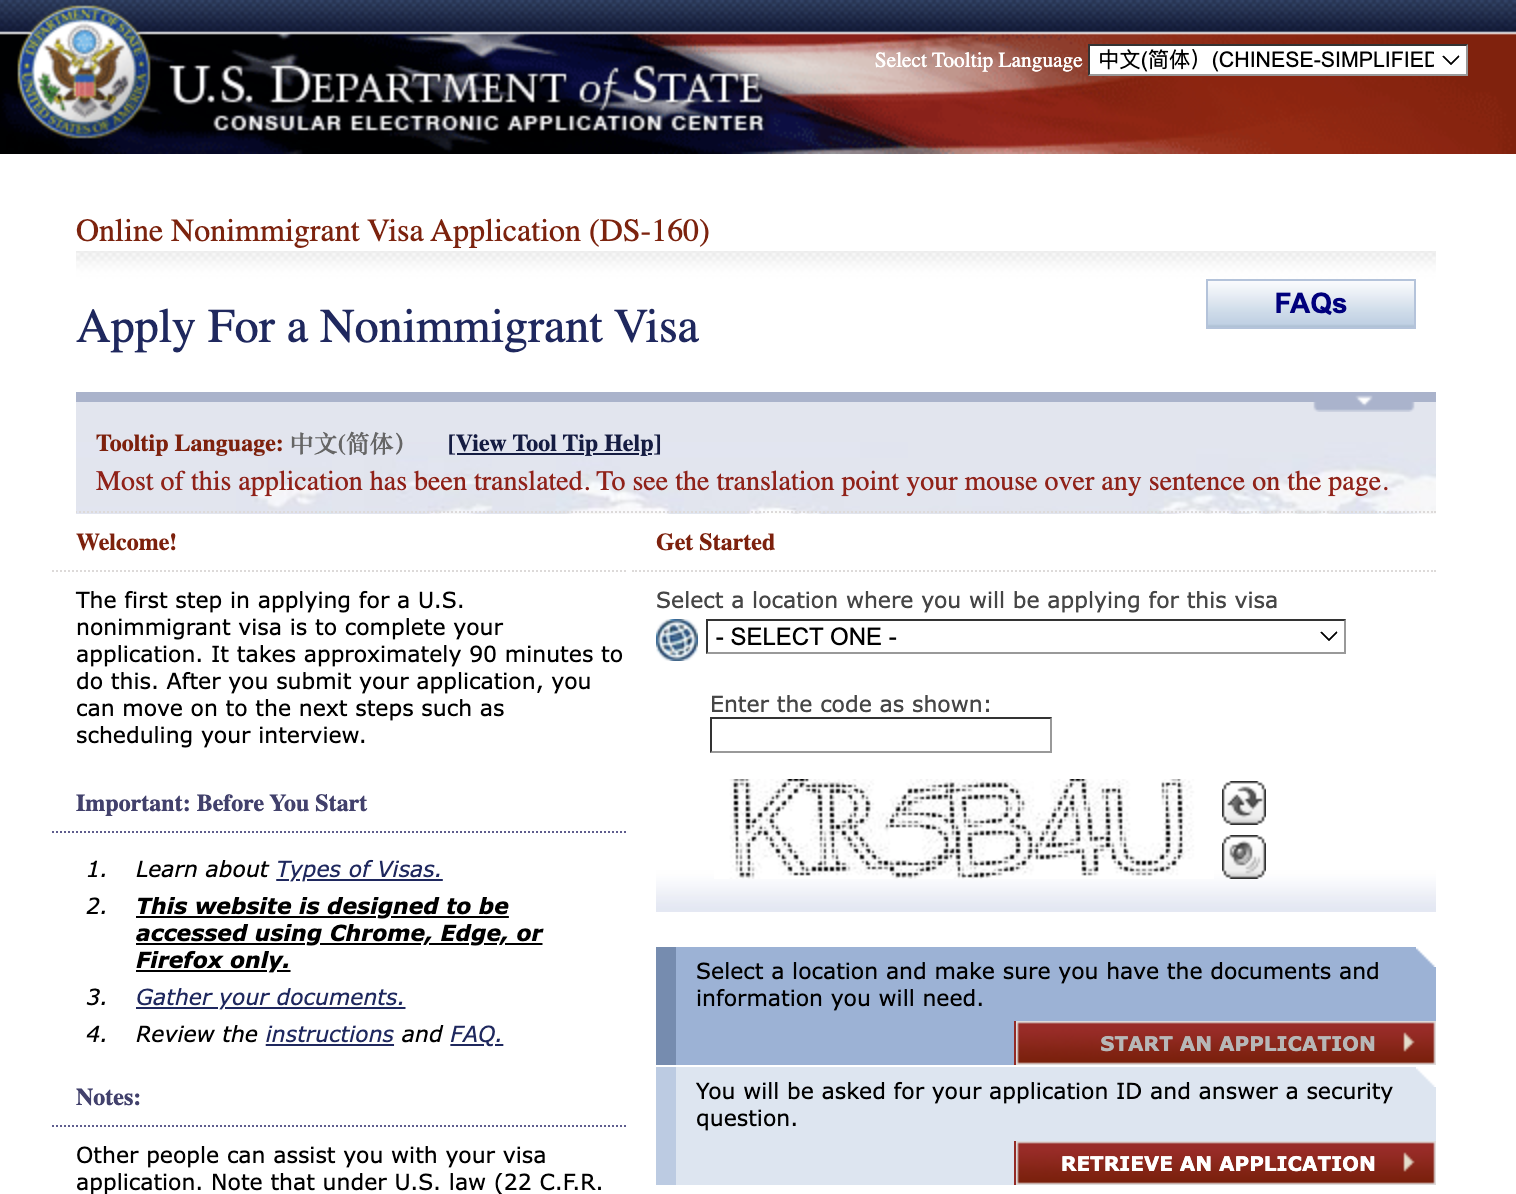 U.S. DEPARTMENT of STATE
CONSULAR ELECTRONIC APPLICATION CENTER
Select Tooltip Language 中文(简体） (CHINESE-SIMPLIFIED
Online Nonimmigrant Visa Application (DS-160)
Apply For a Nonimmigrant Visa
FAQs
Tooltip Language: 中文(简体） [View Tool Tip Help]
Most of this application has been translated. To see the translation point your mouse over any sentence on the page.
Welcome!
The first step in applying for a U.S.
nonimmigrant visa is to complete your
application. It takes approximately 90 minutes to
do this. After you submit your application, you
can move on to the next steps such as
scheduling your interview.
Important: Before You Start
1. Learn about Types of Visas.
2. This website is designed to be
accessed using Chrome, Edge, or
Firefox only.
3. Gather your documents.
4. Review the instructions and FAQ.
Notes:
Other people can assist you with your visa
application. Note that under U.S. law (22 C.F.R.
Get Started
Select a location where you will be applying for this visa
- SELECT ONE -
Enter the code as shown:
KR5B4U
Select a location and make sure you have the documents and
information you will need.
START AN APPLICATION
You will be asked for your application ID and answer a security
question.
RETRIEVE AN APPLICATION